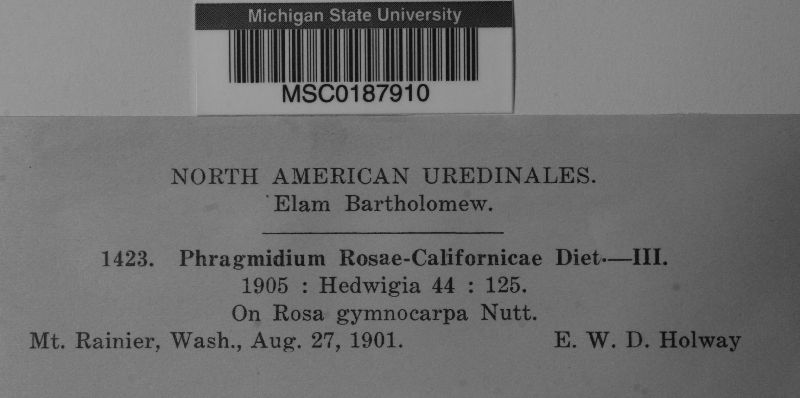 Michigan State University
MSC0187910
NORTH AMERICAN UREDINALES.
Elam Bartholomew.
1423. Phragmidium Rosae-Californicae Diet.—III.
1905 : Hedwigia 44 : 125.
On Rosa gymnocarpa Nutt.
Mt. Rainier, Wash., Aug. 27, 1901. E. W. D. Holway